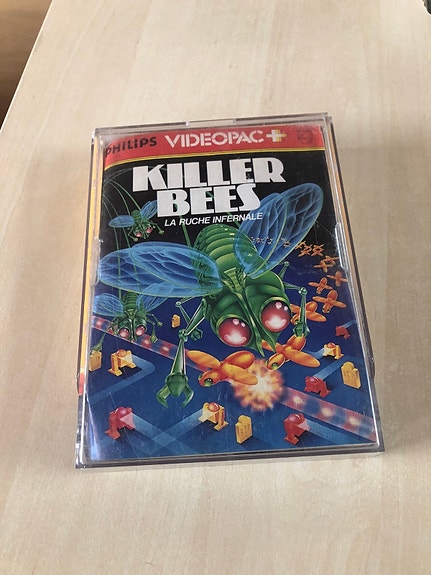 PHILIPS VIDEOPAC+
KILLER
BEES
LA RUCHE INFERNALE